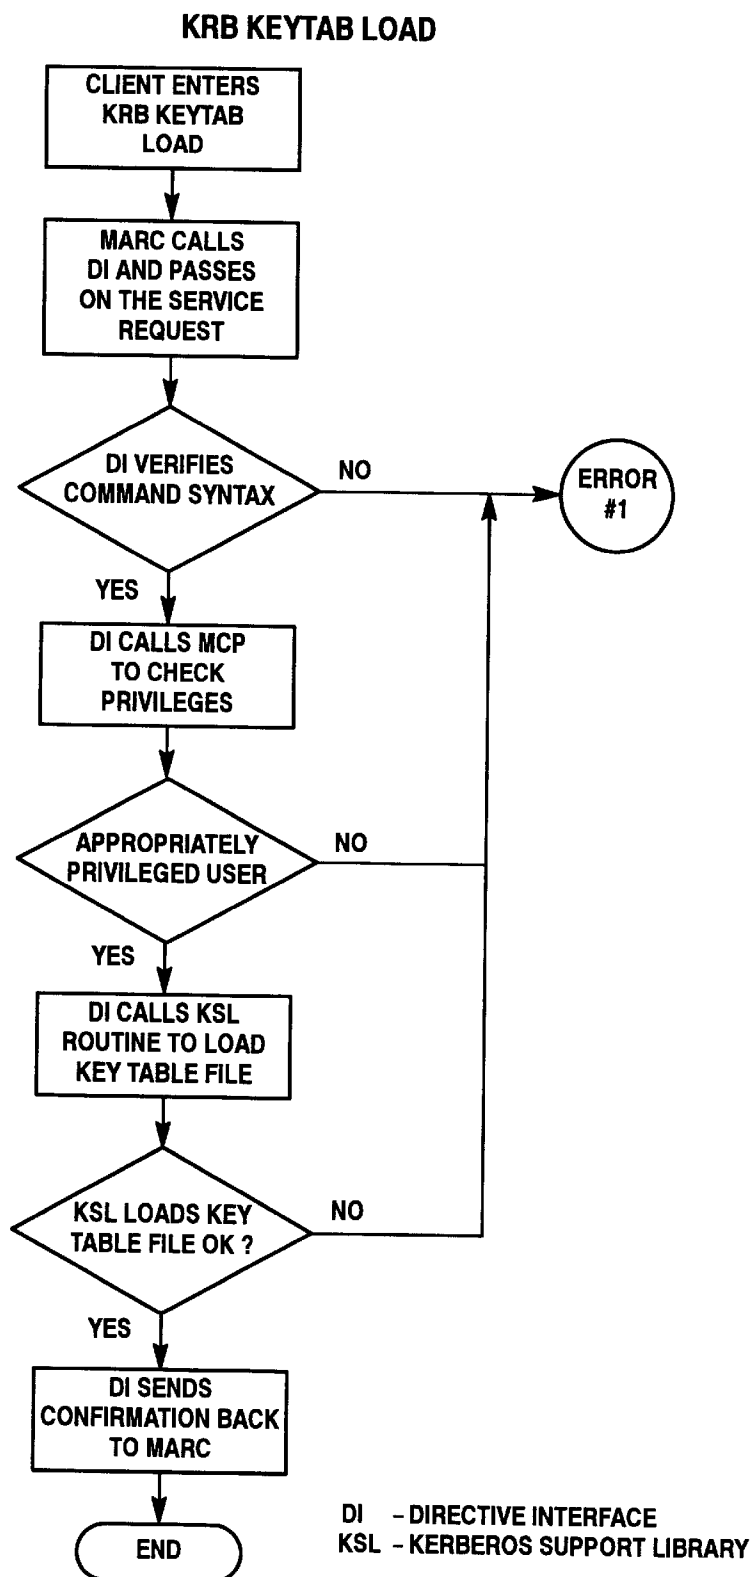 KRB KEYTAB LOAD
CLIENT ENTERS
KRB KEYTAB
LOAD
MARC CALLS
DI AND PASSES
ON THE SERVICE
REQUEST
DI VERIFIES
COMMAND SYNTAX
NO
ERROR
#1
YES
DI CALLS MCP
TO CHECK
PRIVILEGES
APPROPRIATELY
PRIVILEGED USER
NO
YES
DI CALLS KSL
ROUTINE TO LOAD
KEY TABLE FILE
KSL LOADS KEY
TABLE FILE OK ?
NO
YES
DI SENDS
CONFIRMATION BACK
TO MARC
END
DI – DIRECTIVE INTERFACE
KSL – KERBEROS SUPPORT LIBRARY